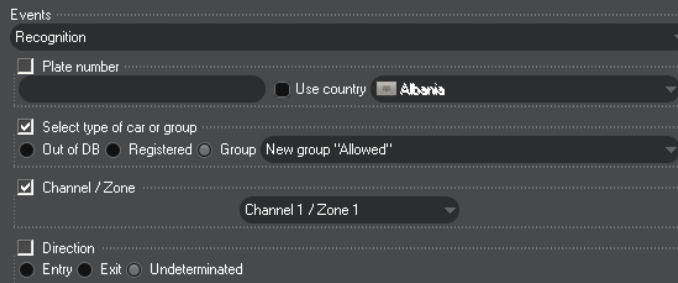 Events
Recognition
Plate number
Use country Albania
Select type of car or group
Out of DB Registered Group New group "Allowed"
Channel / Zone
Channel 1 / Zone 1
Direction
Entry Exit Undeterminated